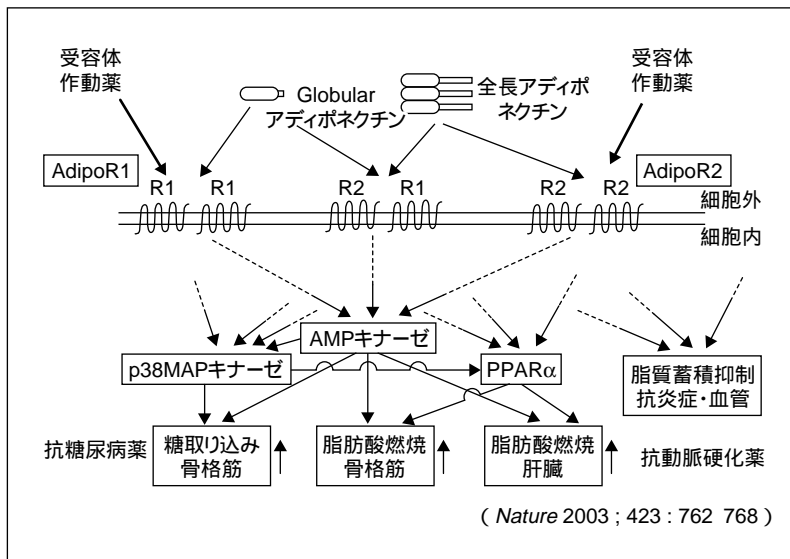 受容体
作動薬
Globular
アディポネクチン
全長アディポ
ネクチン
受容体
作動薬
AdipoR1
AdipoR2
R1 R1 R2 R1 R2 R2
細胞外
細胞内
AMPキナーゼ
p38MAPキナーゼ
PPARα
脂質蓄積抑制
抗炎症・血管
抗糖尿病薬
糖取り込み
骨格筋
脂肪酸燃焼
骨格筋
脂肪酸燃焼
肝臓
抗動脈硬化薬
( Nature 2003 ; 423 : 762 768 )